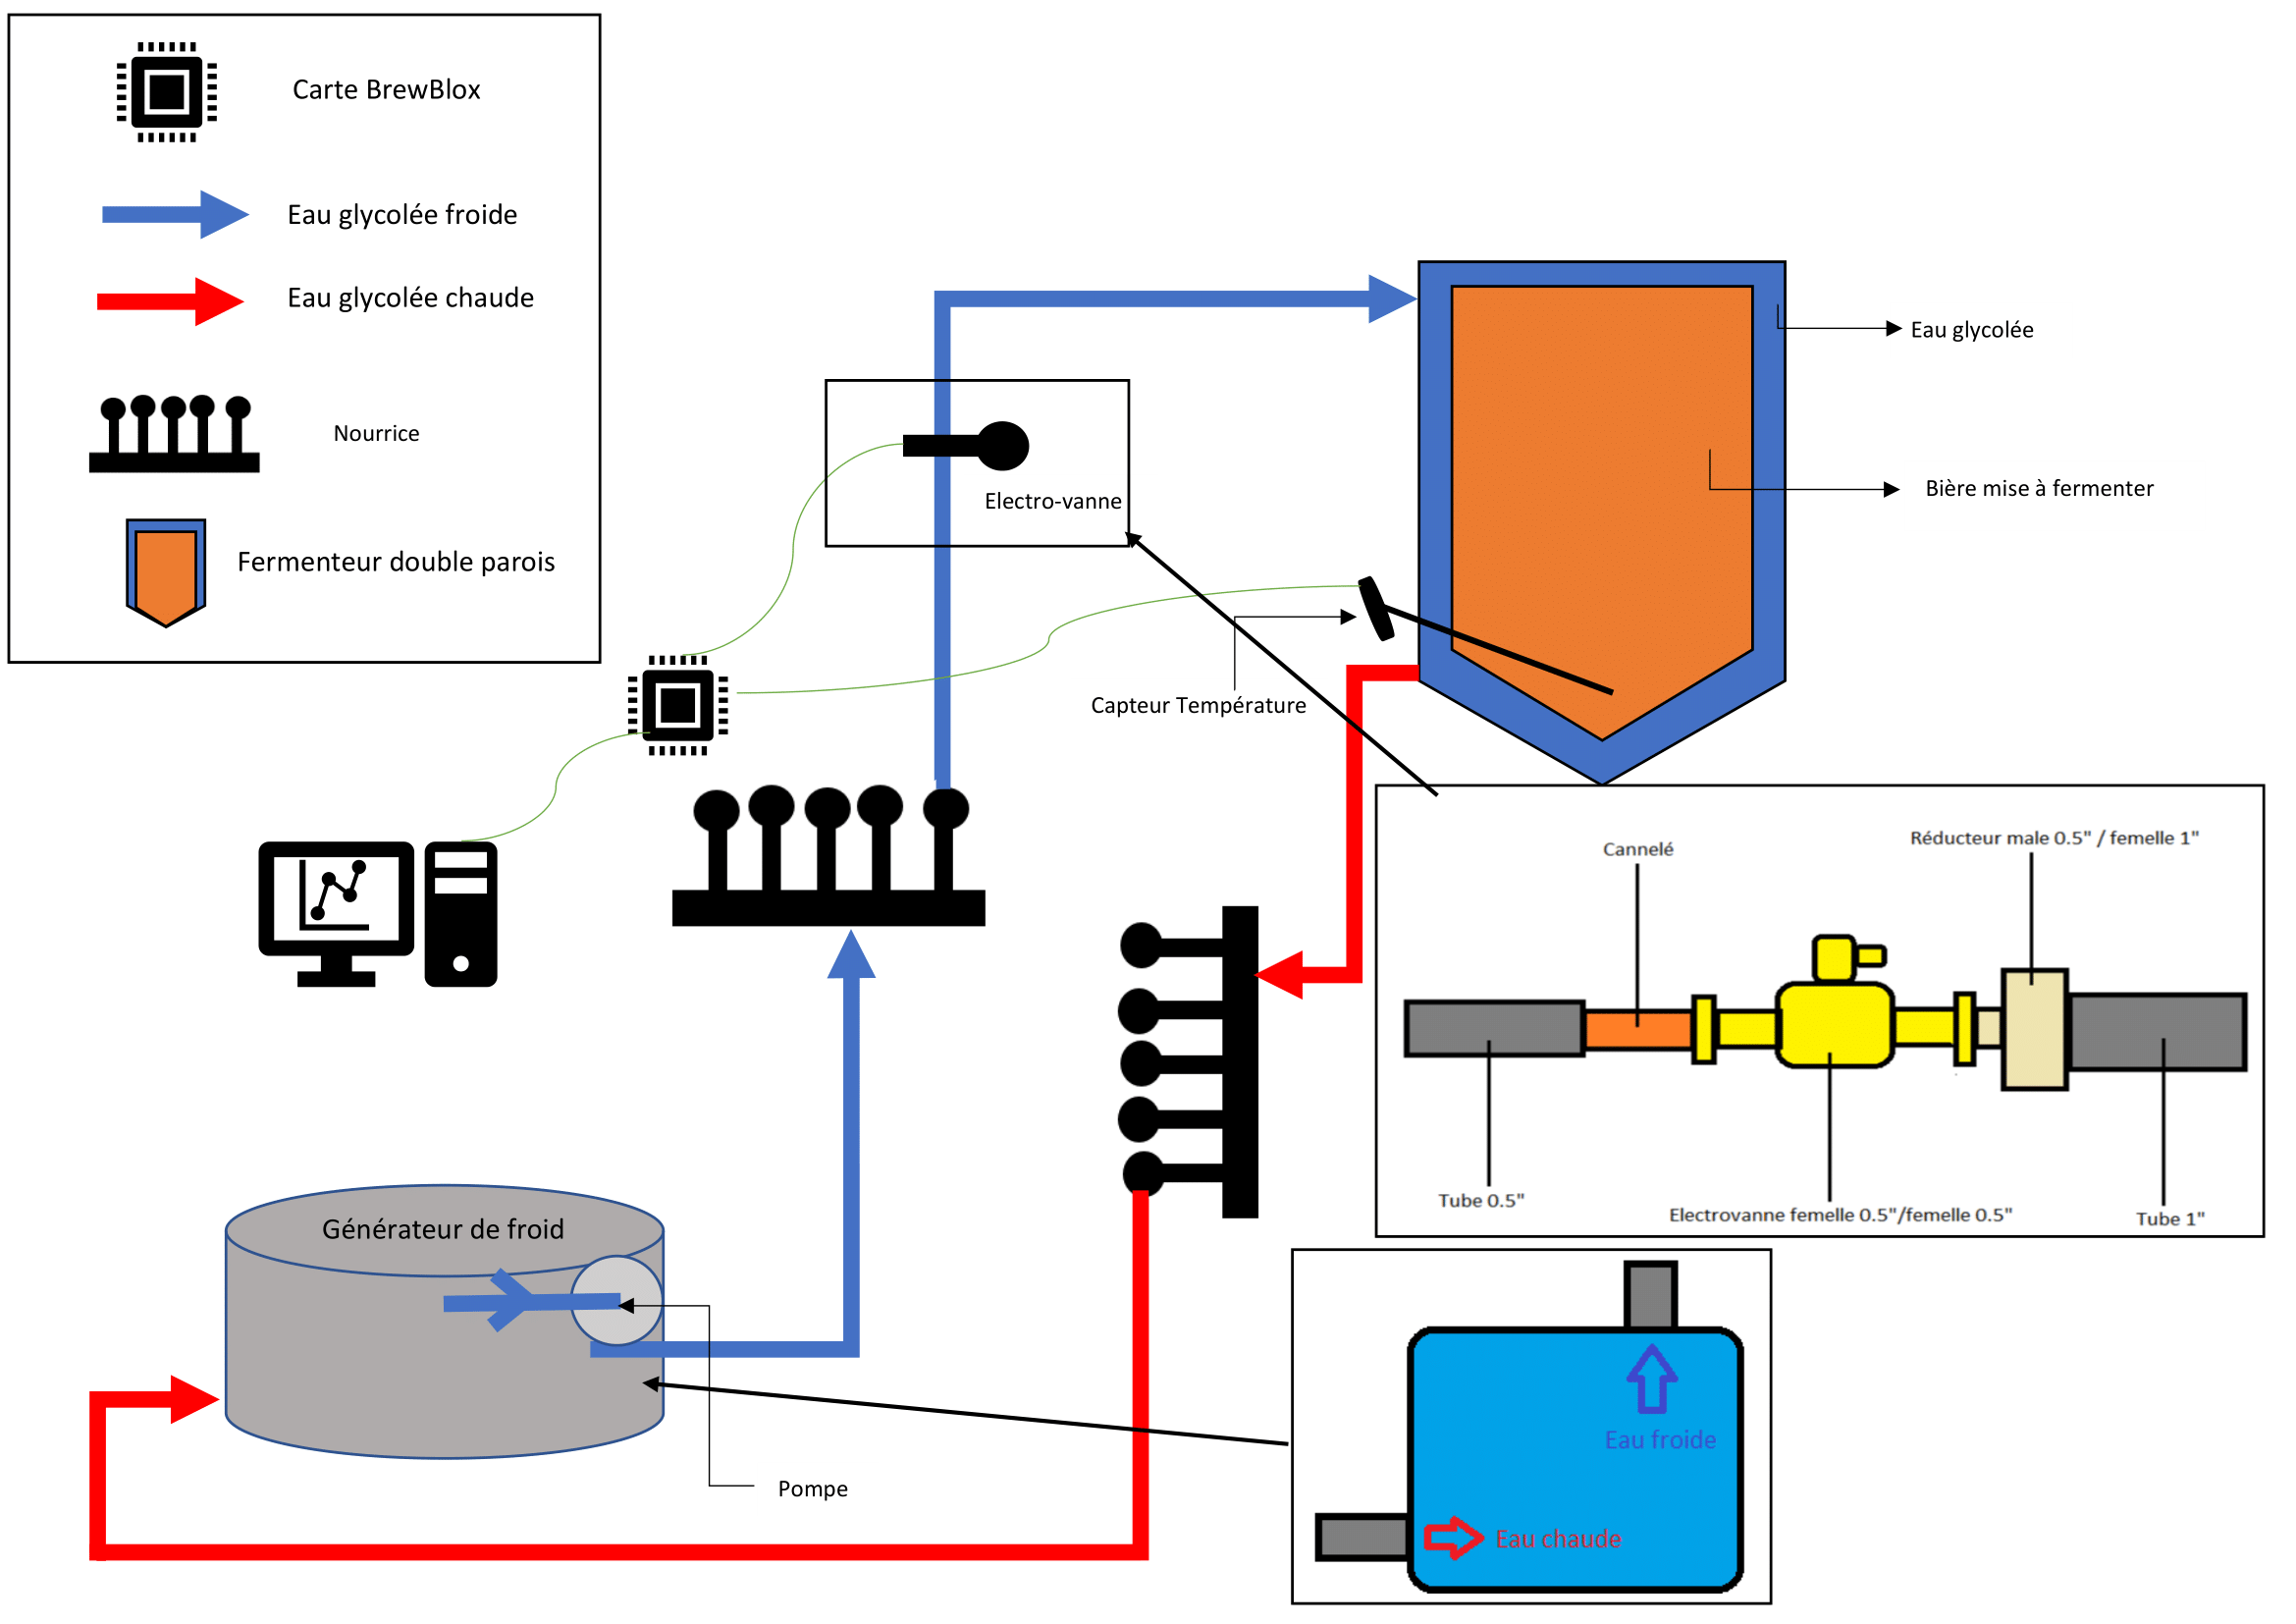 Carte BrewBlox
Eau glycolée froide
Eau glycolée chaude
Nourrice
Fermenteur double parois
Eau glycolée
Bière mise à fermenter
Electro-vanne
Capteur Température
Réducteur male 0.5" / femelle 1"
Cannelé
Tube 0.5"
Electrovanne femelle 0.5"/femelle 0.5"
Tube 1"
Générateur de froid
Pompe
Eau froide
Eau chaude